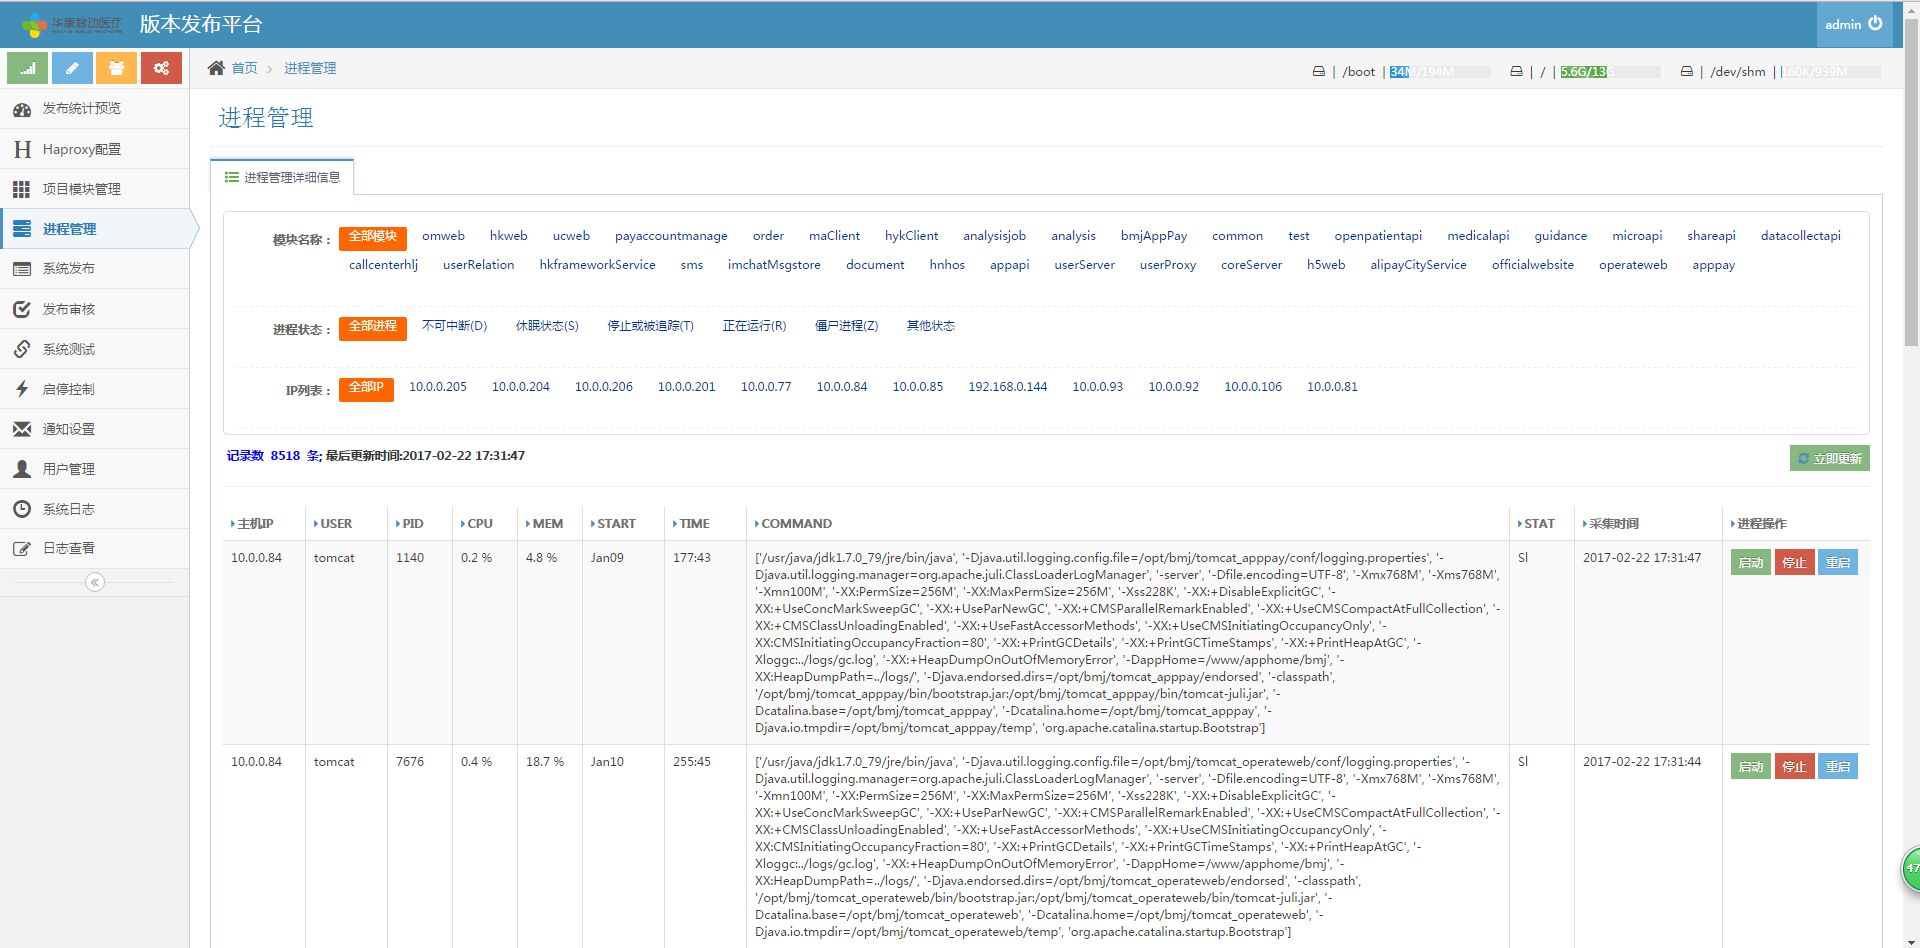 华康移动医疗 版本发布平台
admin
首页 > 进程管理
| /boot | 34M/194M | / | 5.6G/13G | /dev/shm | 160K/939M
发布统计预览
Haproxy配置
项目模块管理
进程管理
系统发布
发布审核
系统测试
启停控制
通知设置
用户管理
系统日志
日志查看
进程管理
进程管理详细信息
模块名称: 全部模块 omweb hkweb ucweb payaccountmanage order maClient hykClient analysisjob analysis bmjAppPay common test openpatientapi medicalapi guidance microapi shareapi datacollectapi
callcenterhlj userRelation hkframeworkService sms imchatMsgstore document hnhos appapi userServer userProxy coreServer h5web alipayCityService officialwebsite operateweb apppay
进程状态: 全部进程 不可中断(D) 休眠状态(S) 停止或被追踪(T) 正在运行(R) 僵尸进程(Z) 其他状态
IP列表: 全部IP 10.0.0.205 10.0.0.204 10.0.0.206 10.0.0.201 10.0.0.77 10.0.0.84 10.0.0.85 192.168.0.144 10.0.0.93 10.0.0.92 10.0.0.106 10.0.0.81
记录数 8518 条; 最后更新时间:2017-02-22 17:31:47
立即更新
主机IP USER PID CPU MEM START TIME COMMAND STAT 采集时间 进程操作
10.0.0.84 tomcat 1140 0.2 % 4.8 % Jan09 177:43
['/usr/java/jdk1.7.0_79/jre/bin/java', '-Djava.util.logging.config.file=/opt/bmj/tomcat_apppay/conf/logging.properties', '-
Djava.util.logging.manager=org.apache.juli.ClassLoaderLogManager', '-server', '-Dfile.encoding=UTF-8', '-Xmx768M', '-Xms768M',
'-Xmn100M', '-XX:PermSize=256M', '-XX:MaxPermSize=256M', '-Xss228K', '-XX:+DisableExplicitGC', '-
XX:+UseConcMarkSweepGC', '-XX:+UseParNewGC', '-XX:+CMSParallelRemarkEnabled', '-XX:+UseCMSCompactAtFullCollection', '-
XX:+CMSClassUnloadingEnabled', '-XX:+UseFastAccessorMethods', '-XX:+UseCMSInitiatingOccupancyOnly', '-
XX:CMSInitiatingOccupancyFraction=80', '-XX:+PrintGCDetails', '-XX:+PrintGCTimeStamps', '-XX:+PrintHeapAtGC', '-
Xloggc:../logs/gc.log', '-XX:+HeapDumpOnOutOfMemoryError', '-DappHome=/www/apphome/bmj', '-
XX:HeapDumpPath=../logs/', '-Djava.endorsed.dirs=/opt/bmj/tomcat_apppay/endorsed', '-classpath',
'/opt/bmj/tomcat_apppay/bin/bootstrap.jar:/opt/bmj/tomcat_apppay/bin/tomcat-juli.jar', '-
Dcatalina.base=/opt/bmj/tomcat_apppay', '-Dcatalina.home=/opt/bmj/tomcat_apppay', '-
Djava.io.tmpdir=/opt/bmj/tomcat_apppay/temp', 'org.apache.catalina.startup.Bootstrap']
Sl 2017-02-22 17:31:47 启动 停止 重启
10.0.0.84 tomcat 7676 0.4 % 18.7 % Jan10 255:45
['/usr/java/jdk1.7.0_79/jre/bin/java', '-Djava.util.logging.config.file=/opt/bmj/tomcat_operateweb/conf/logging.properties', '-
Djava.util.logging.manager=org.apache.juli.ClassLoaderLogManager', '-server', '-Dfile.encoding=UTF-8', '-Xmx768M', '-Xms768M',
'-Xmn100M', '-XX:PermSize=256M', '-XX:MaxPermSize=256M', '-Xss228K', '-XX:+DisableExplicitGC', '-
XX:+UseConcMarkSweepGC', '-XX:+UseParNewGC', '-XX:+CMSParallelRemarkEnabled', '-XX:+UseCMSCompactAtFullCollection', '-
XX:+CMSClassUnloadingEnabled', '-XX:+UseFastAccessorMethods', '-XX:+UseCMSInitiatingOccupancyOnly', '-
XX:CMSInitiatingOccupancyFraction=80', '-XX:+PrintGCDetails', '-XX:+PrintGCTimeStamps', '-XX:+PrintHeapAtGC', '-
Xloggc:../logs/gc.log', '-XX:+HeapDumpOnOutOfMemoryError', '-DappHome=/www/apphome/bmj', '-
XX:HeapDumpPath=../logs/', '-Djava.endorsed.dirs=/opt/bmj/tomcat_operateweb/endorsed', '-classpath',
'/opt/bmj/tomcat_operateweb/bin/bootstrap.jar:/opt/bmj/tomcat_operateweb/bin/tomcat-juli.jar', '-
Dcatalina.base=/opt/bmj/tomcat_operateweb', '-Dcatalina.home=/opt/bmj/tomcat_operateweb', '-
Djava.io.tmpdir=/opt/bmj/tomcat_operateweb/temp', 'org.apache.catalina.startup.Bootstrap']
Sl 2017-02-22 17:31:44 启动 停止 重启
47